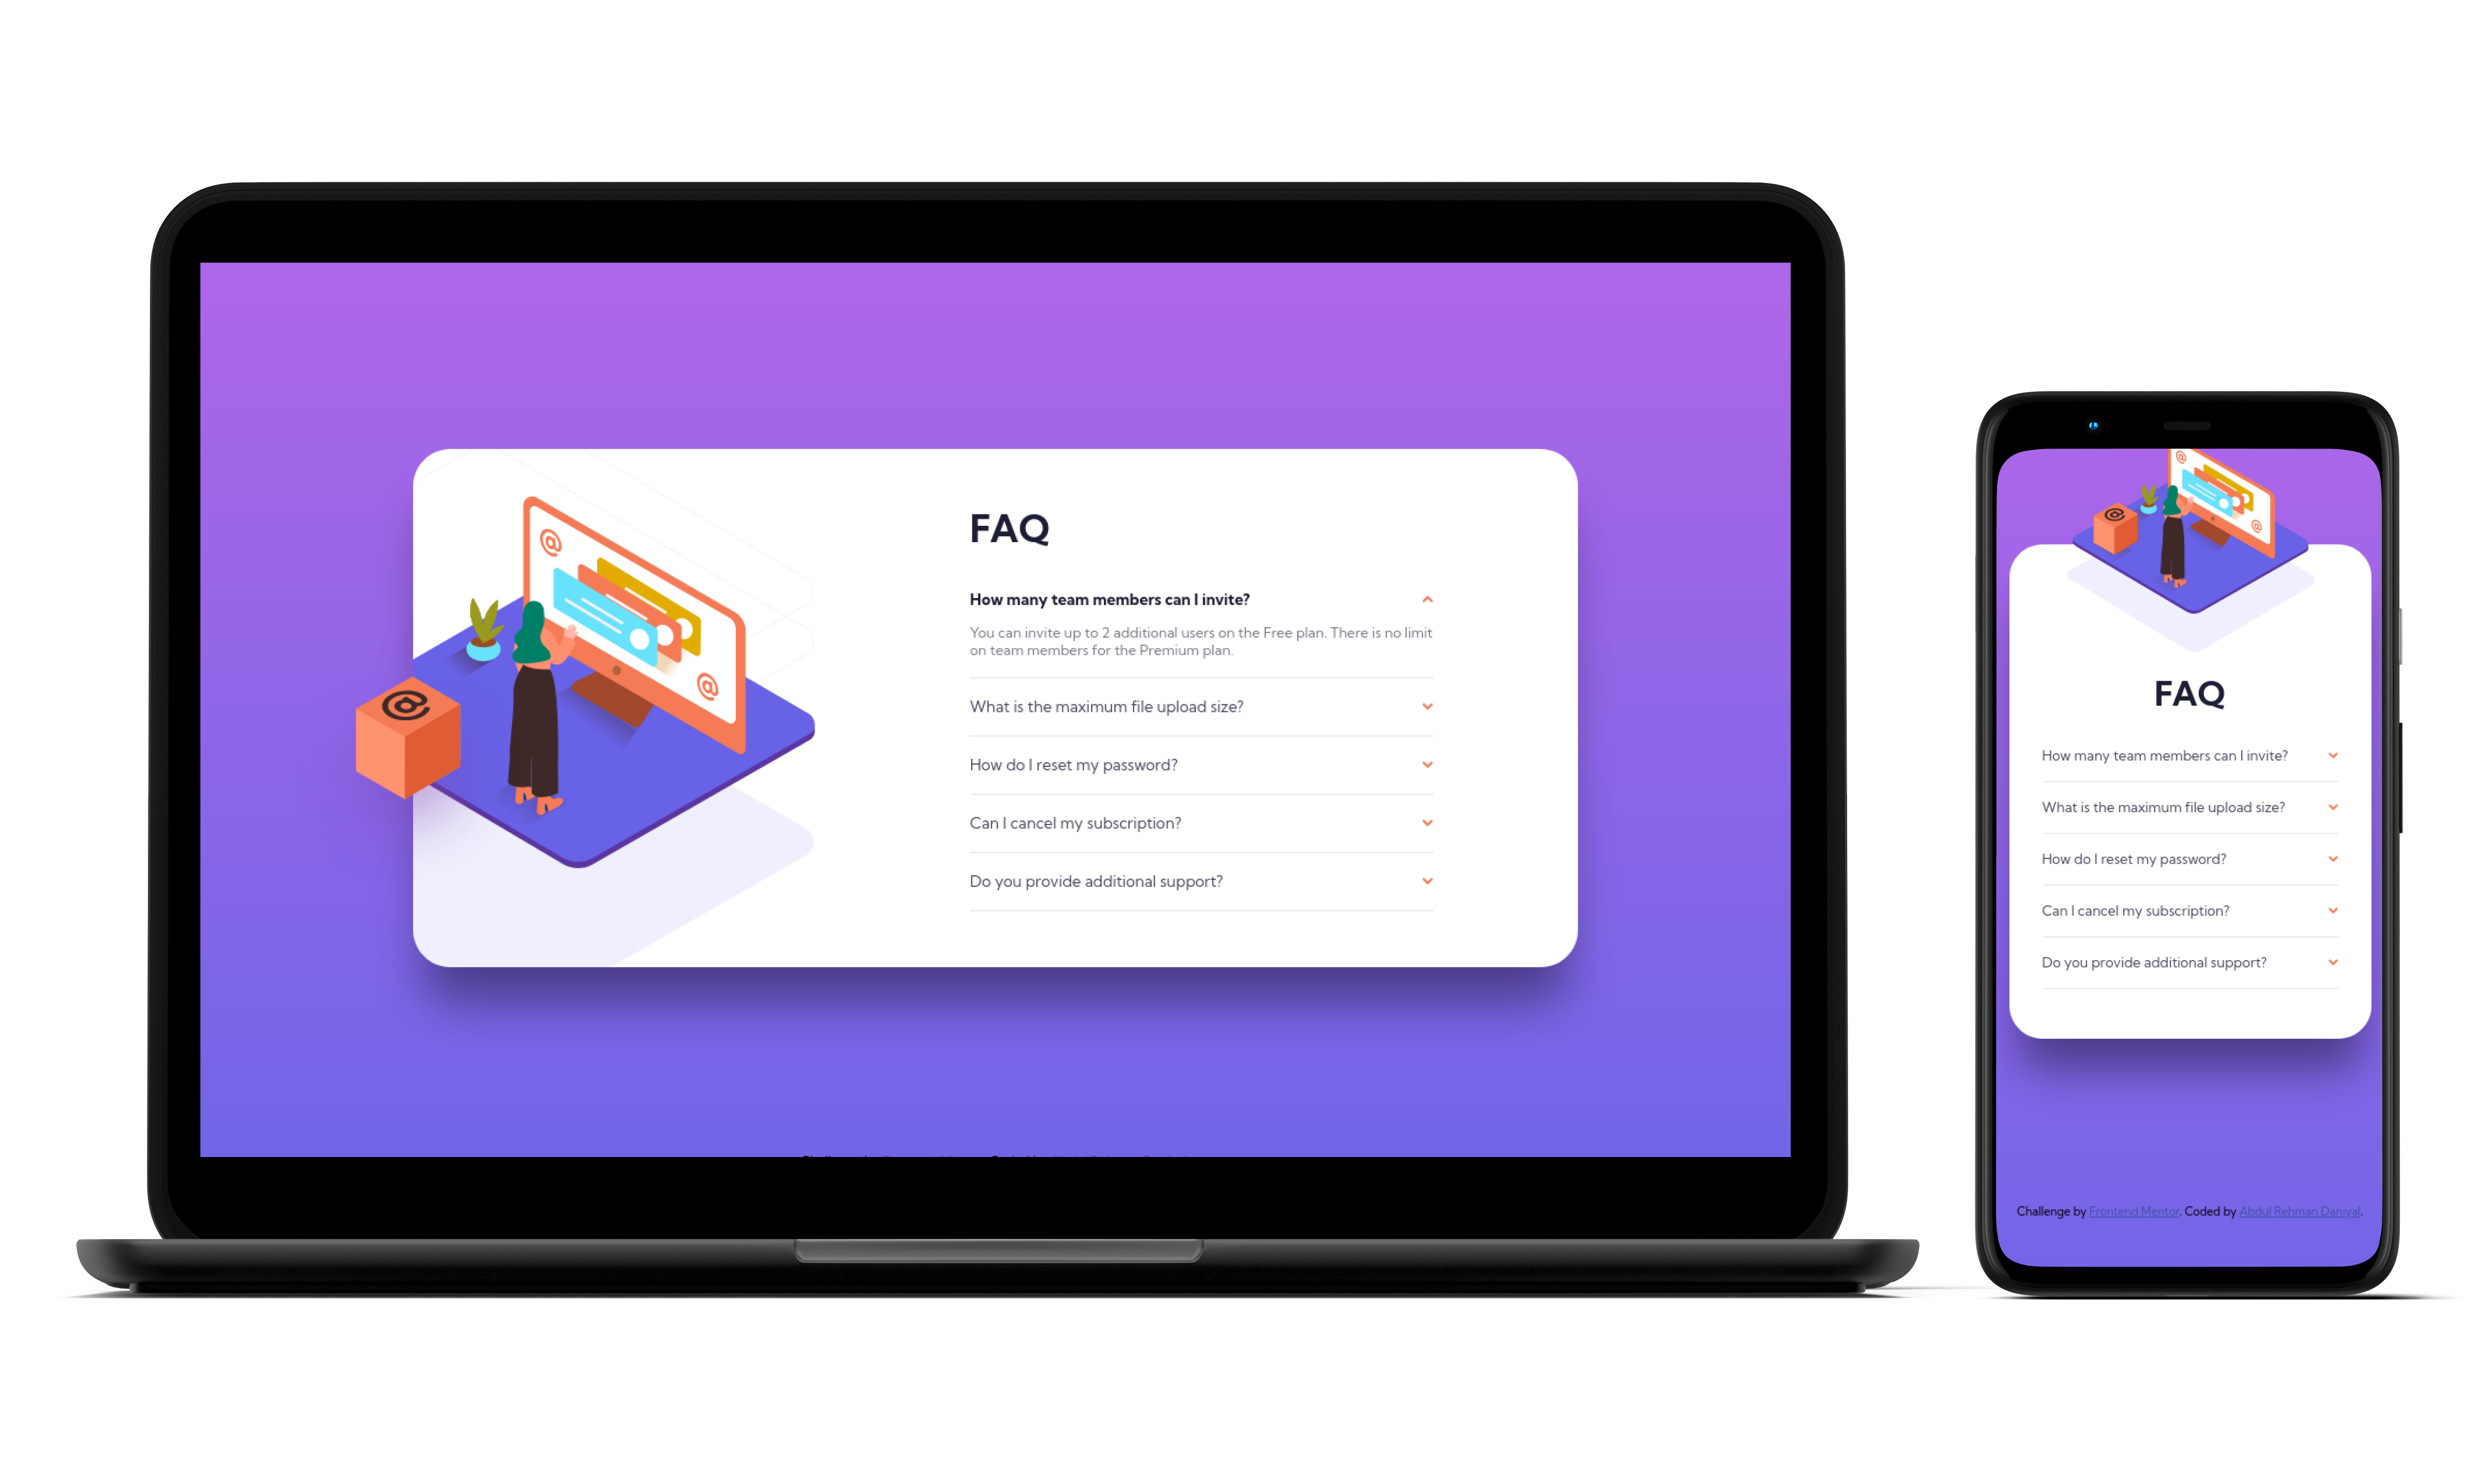 @
@
@
FAQ
How many team members can I invite?
You can invite up to 2 additional users on the Free plan. There is no limit
on team members for the Premium plan.
What is the maximum file upload size?
How do I reset my password?
Can I cancel my subscription?
Do you provide additional support?
@
@
@
FAQ
How many team members can I invite?
What is the maximum file upload size?
How do I reset my password?
Can I cancel my subscription?
Do you provide additional support?
Challenge by Frontend Mentor. Coded by Abdul Rehman Daniyal.